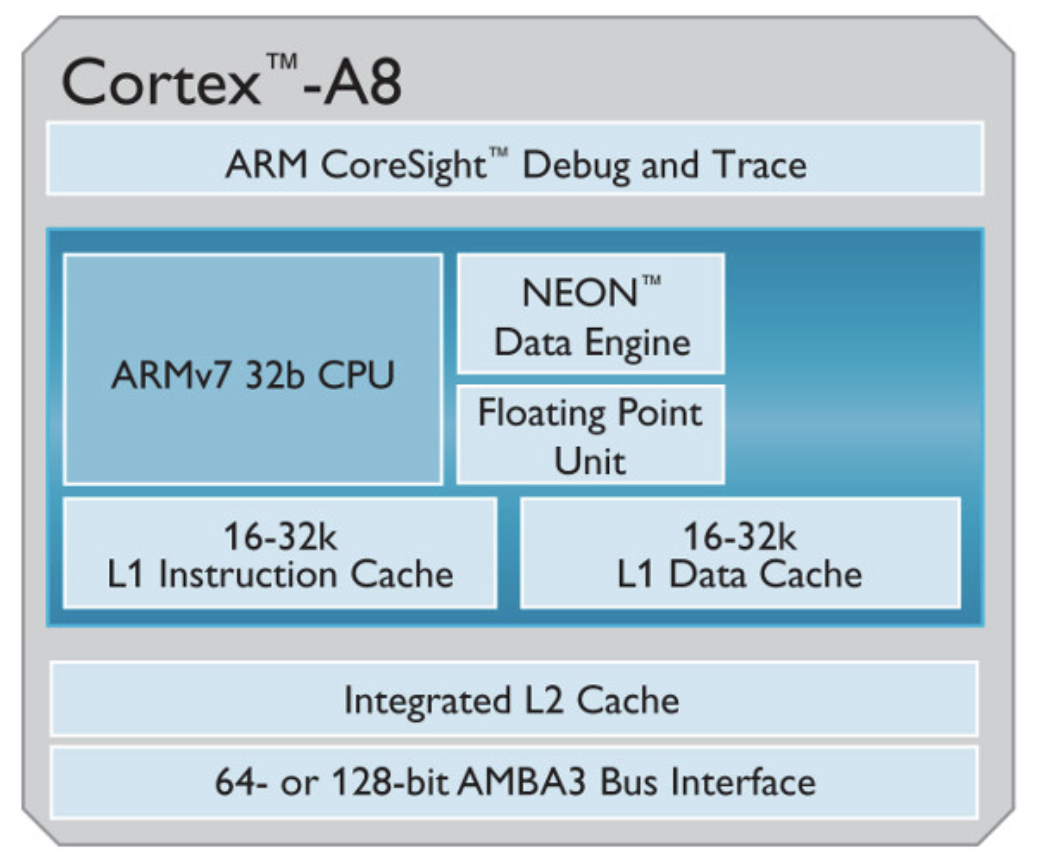 Cortex™-A8
ARM CoreSight™ Debug and Trace
ARMv7 32b CPU
NEON™
Data Engine
Floating Point
Unit
16-32k
L1 Instruction Cache
16-32k
L1 Data Cache
Integrated L2 Cache
64- or 128-bit AMBA3 Bus Interface